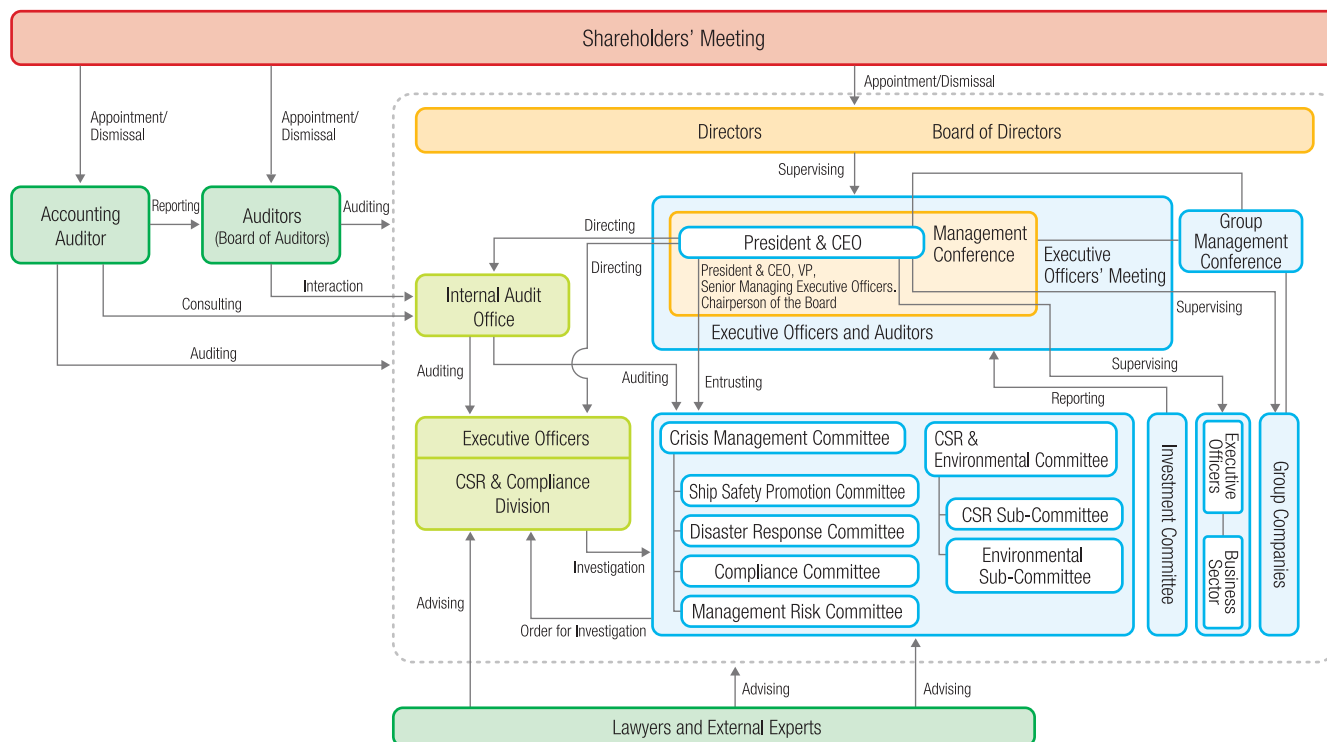 Shareholders’ Meeting
Appointment/
Dismissal
Appointment/
Dismissal
Appointment/Dismissal
Directors
Board of Directors
Supervising
Accounting
Auditor
Reporting
Auditors
(Board of Auditors)
Auditing
Directing
Directing
President & CEO
Management
Conference
President & CEO, VP,
Senior Managing Executive Officers.
Chairperson of the Board
Executive
Officers’ Meeting
Executive Officers and Auditors
Group
Management
Conference
Interaction
Consulting
Auditing
Internal Audit
Office
Supervising
Supervising
Auditing
Auditing
Entrusting
Reporting
Executive Officers
CSR & Compliance
Division
Crisis Management Committee
Ship Safety Promotion Committee
Disaster Response Committee
Compliance Committee
Management Risk Committee
CSR &
Environmental Committee
CSR Sub-Committee
Environmental
Sub-Committee
Investment Committee
Executive
Officers
Business
Sector
Group Companies
Investigation
Order for Investigation
Advising
Advising
Advising
Lawyers and External Experts